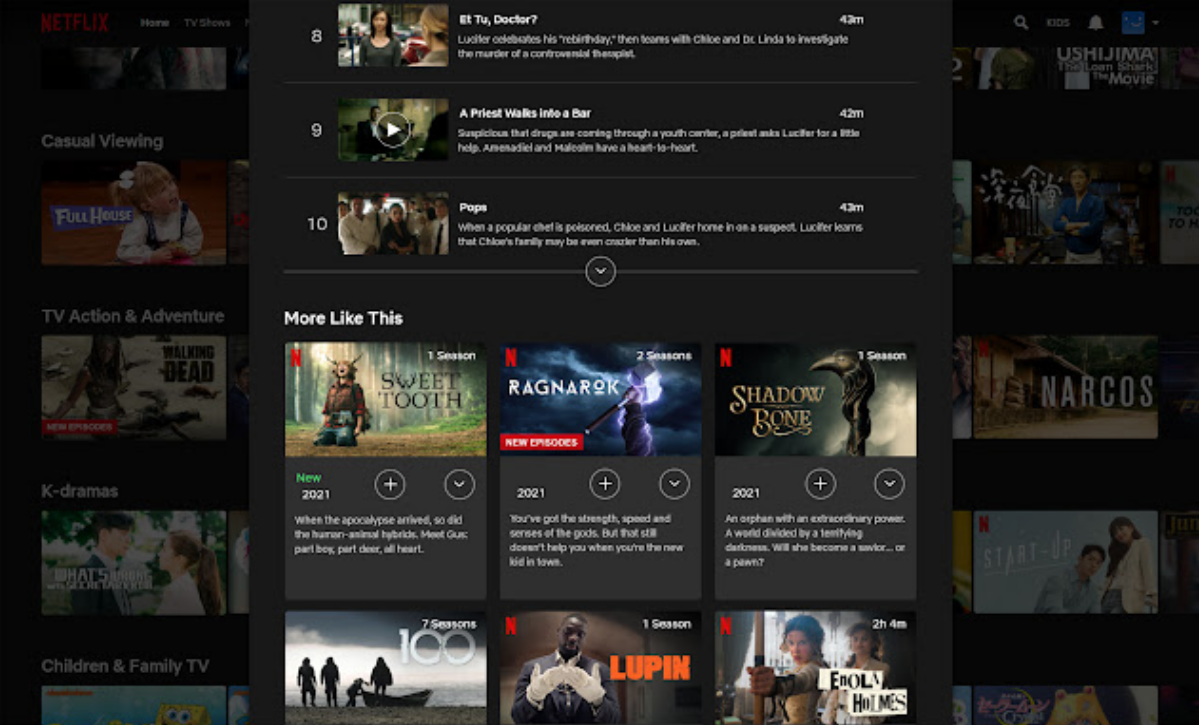 NETFLIX
Home
TV Shows
KIDS
8
Et Tu, Doctor?
43m
Lucifer celebrates his "rebirthday," then teams with Chloe and Dr. Linda to investigate
the murder of a controversial therapist.
USHIJIMA
The Loan Shark
The Movie
9
A Priest Walks into a Bar
42m
Suspicious that drugs are coming through a youth center, a priest asks Lucifer for a little
help. Amenadiel and Malcolm have a heart-to-heart.
Casual Viewing
FULL HOUSE
深夜食堂
10
Pops
43m
When a popular chef is poisoned, Chloe and Lucifer home in on a suspect. Lucifer learns
that Chloe's family may be even crazier than his own.
More Like This
TV Action & Adventure
WALKING
DEAD
NEW EPISODES
N
1 Season
SWEET
TOOTH
N
2 Seasons
RAGNAROK
NEW EPISODES
N
1 Season
SHADOW
AND
BONE
NARCOS
New
2021
When the apocalypse arrived, so did
the human-animal hybrids. Meet Gus:
part boy, part deer, all heart.
2021
You've got the strength, speed and
senses of the gods. But that still
doesn't help you when you're the new
kid in town.
2021
An orphan with an extraordinary power.
A world divided by a terrifying
darkness. Will she become a savior... or
a pawn?
K-dramas
WHAT'S WRONG
WITH SECRETARY KIM
N
START-UP
7 Seasons
100
N
1 Season
LUPIN
N
2h 4m
ENOLA
HOLMES
Children & Family TV
nickelodeon